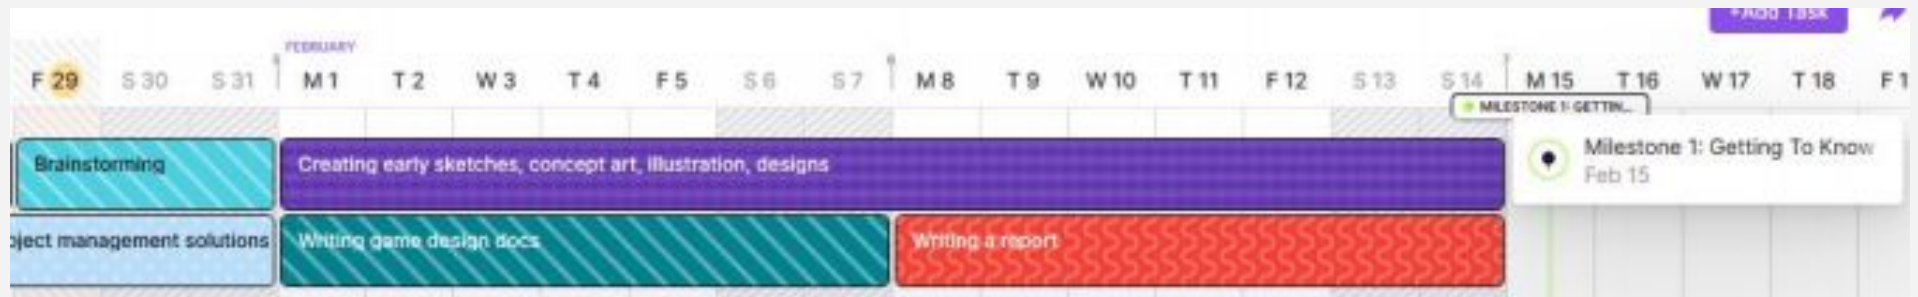 +Add Task
FEBRUARY
F 29 S 30 S 31 M 1 T 2 W 3 T 4 F 5 S 6 S 7 M 8 T 9 W 10 T 11 F 12 S 13 S 14 M 15 T 16 W 17 T 18 F 1
MILESTONE 1: GETTIN...
Brainstorming Creating early sketches, concept art, illustration, designs
Milestone 1: Getting To Know
Feb 15
ject management solutions Writing game design docs Writing a report